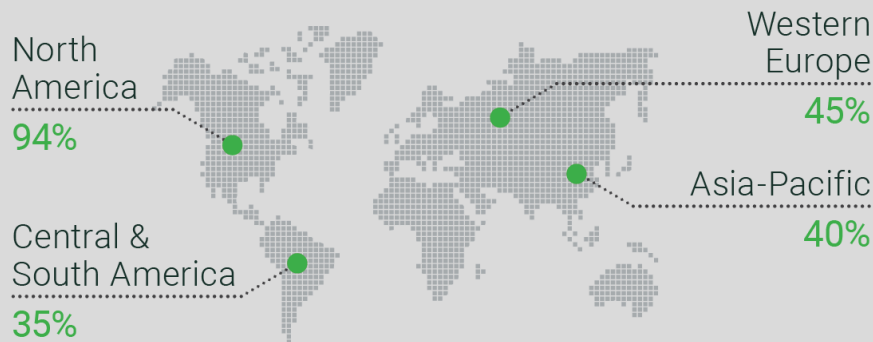 North
America
94%
Central &
South America
35%
Western
Europe
45%
Asia-Pacific
40%